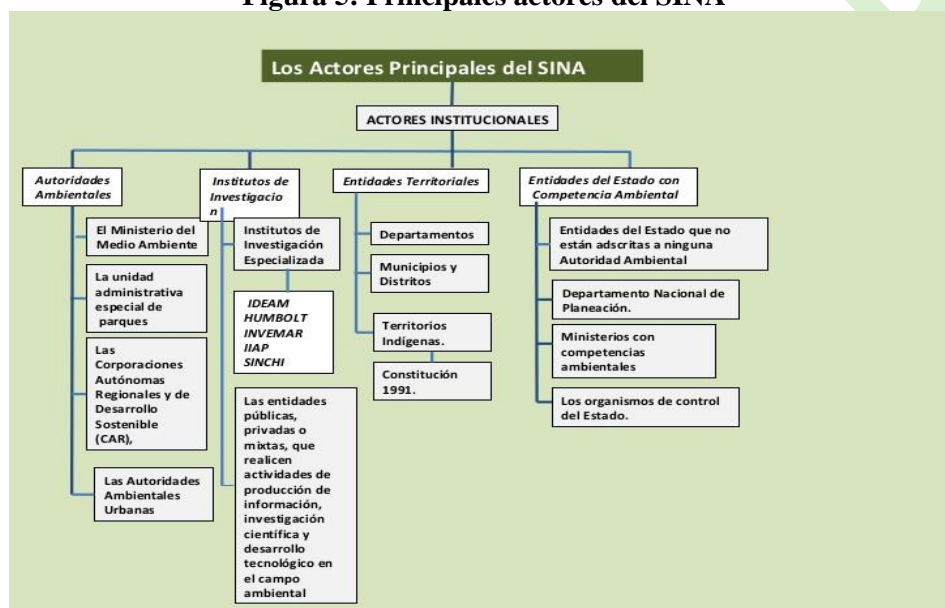 Figura 5. Principales actores del SINA
Los Actores Principales del SINA
ACTORES INSTITUCIONALES
Autoridades
Ambientales
El Ministerio del
Medio Ambiente
La unidad
administrativa
especial de
parques
Las
Corporaciones
Autónomas
Regionales y de
Desarrollo
Sostenible
(CAR),
Las Autoridades
Ambientales
Urbanas
Institutos de
Investigacio
n
Institutos de
Investigación
Especializada
IDEAM
HUMBOLT
INVEMAR
IIAP
SINCHI
Las entidades
públicas,
privadas o
mixtas, que
realicen
actividades de
producción de
información,
investigación
científica y
desarrollo
tecnológico en
el campo
ambiental
Entidades Territoriales
Departamentos
Municipios y
Distritos
Territorios
Indígenas.
Constitución
1991.
Entidades del Estado con
Competencia Ambiental
Entidades del Estado que no
están adscritas a ninguna
Autoridad Ambiental
Departamento Nacional de
Planeación.
Ministerios con
competencias
ambientales
Los organismos de control
del Estado.